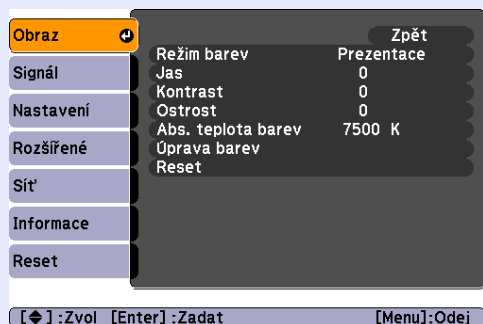 Obraz
Signál
Nastavení
Rozšířené
Síť
Informace
Reset
Zpět
Režim barev Prezentace
Jas 0
Kontrast 0
Ostrost 0
Abs. teplota barev 7500 K
Úprava barev
Reset
[◆] :Zvol [Enter] :Zadat [Menu]:Odej